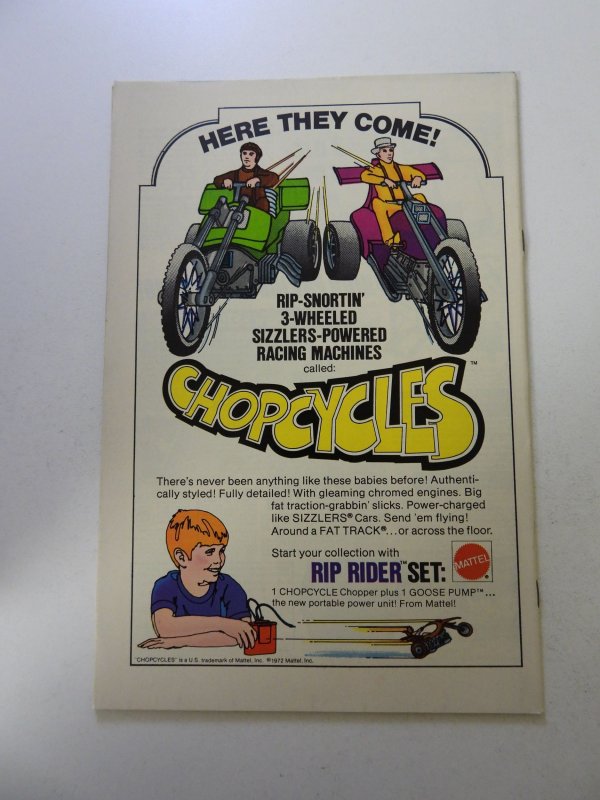 HERE THEY COME!
RIP-SNORTIN'
3-WHEELED
SIZZLERS-POWERED
RACING MACHINES
called:
CHOPCYCLES™
There's never been anything like these babies before! Authenti-
cally styled! Fully detailed! With gleaming chromed engines. Big
fat traction-grabbin' slicks. Power-charged
like SIZZLERS® Cars. Send 'em flying!
Around a FAT TRACK®...or across the floor.
Start your collection with
RIP RIDER™ SET:
MATTEL®
1 CHOPCYCLE Chopper plus 1 GOOSE PUMP™...
the new portable power unit! From Mattel!
"CHOPCYCLES" is a U.S. trademark of Mattel, Inc. ©1972 Mattel, Inc.